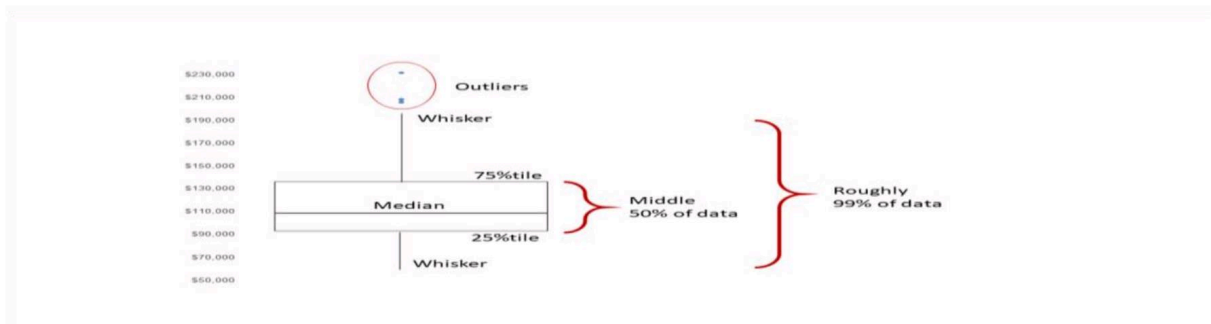 $230,000
Outliers
$210,000
$190,000
Whisker
$170,000
$150,000
75%tile
$130,000
Median
Middle
50% of data
Roughly
99% of data
$110,000
$90,000
25%tile
$70,000
Whisker
$50,000